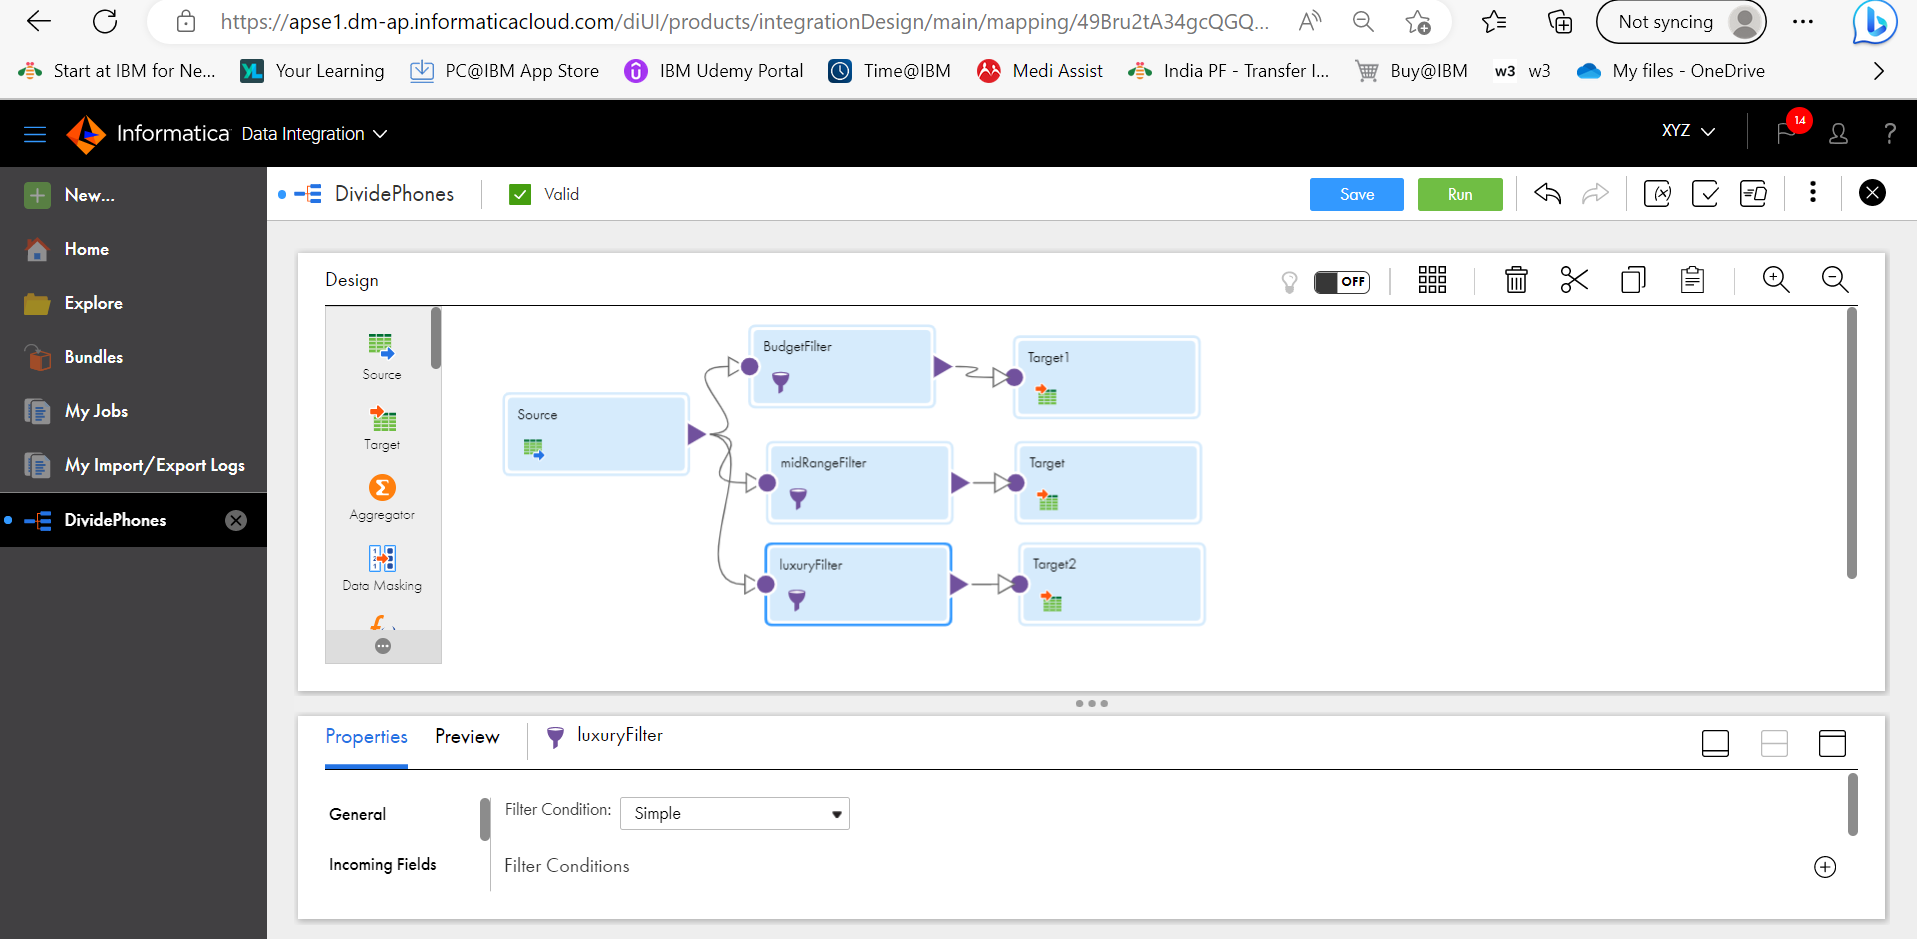 https://apse1.dm-ap.informaticacloud.com/diUI/products/integrationDesign/main/mapping/49Bru2tA34gcQGQ...
Not syncing
Start at IBM for Ne...
Your Learning
PC@IBM App Store
IBM Udemy Portal
Time@IBM
Medi Assist
India PF - Transfer I...
Buy@IBM
w3 w3
My files - OneDrive
Informatica Data Integration
XYZ
14
?
New...
Home
Explore
Bundles
My Jobs
My Import/Export Logs
DividePhones
DividePhones
Valid
Save
Run
Design
OFF
Source
Target
Aggregator
Data Masking
Source
BudgetFilter
Target1
midRangeFilter
Target
luxuryFilter
Target2
Properties
Preview
luxuryFilter
General
Incoming Fields
Filter Condition: Simple
Filter Conditions